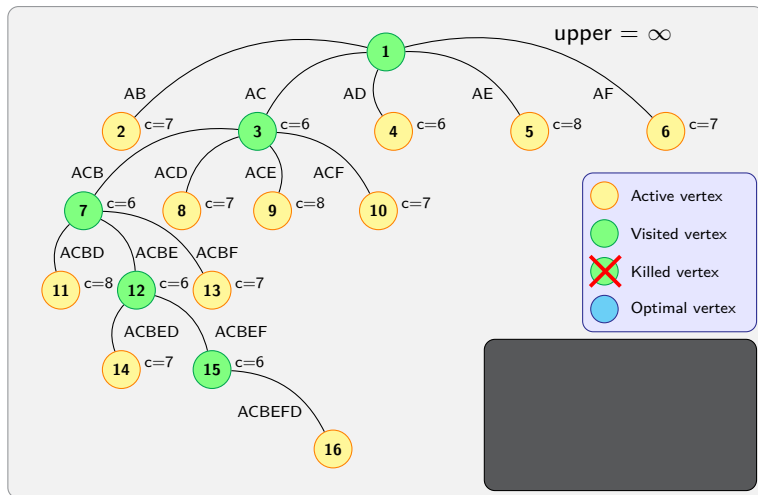 upper = ∞
1
AB
AC
AD
AE
AF
2
c=7
3
c=6
4
c=6
5
c=8
6
c=7
ACB
ACD
ACE
ACF
7
c=6
8
c=7
9
c=8
10
c=7
ACBD
ACBE
ACBF
11
c=8
12
c=6
13
c=7
ACBED
ACBEF
14
c=7
15
c=6
ACBEFD
16
Active vertex
Visited vertex
Killed vertex
Optimal vertex